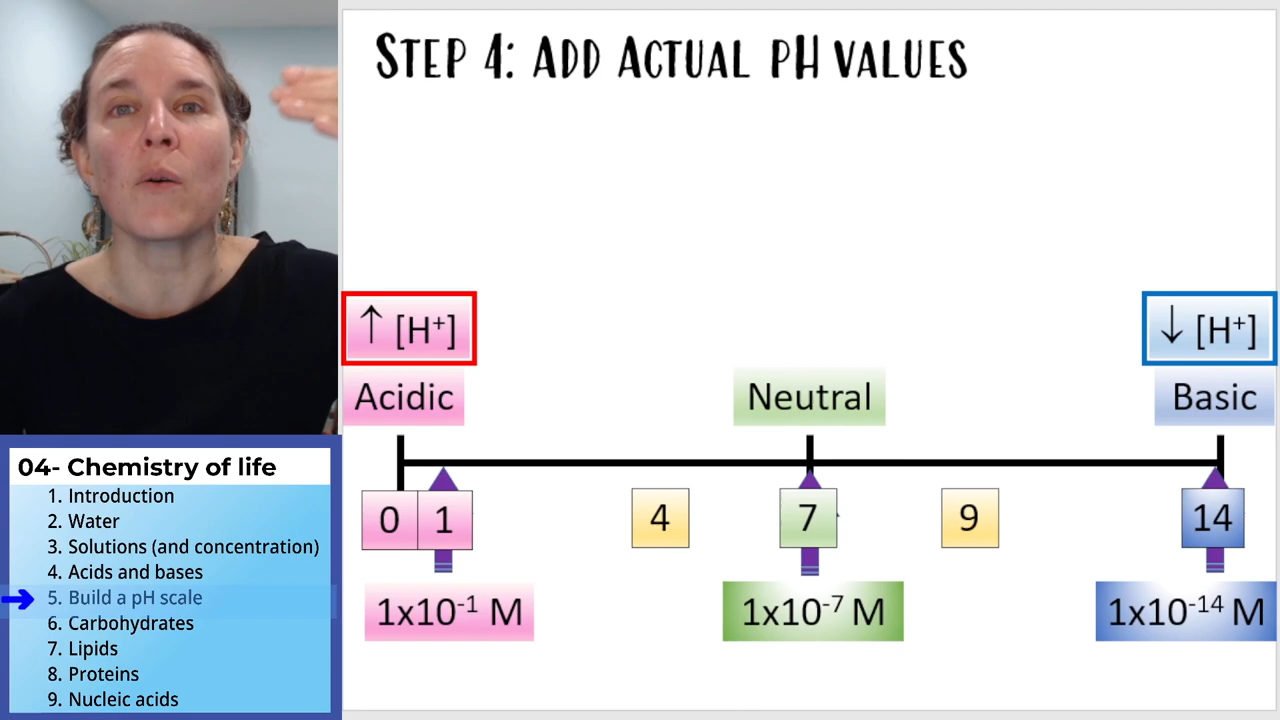 STEP 4: ADD ACTUAL pH VALUES
↑ [H⁺]
↓ [H⁺]
Acidic
Neutral
Basic
0 1 4 7 9 14
1x10⁻¹ M
1x10⁻⁷ M
1x10⁻¹⁴ M
04- Chemistry of life
1. Introduction
2. Water
3. Solutions (and concentration)
4. Acids and bases
5. Build a pH scale
6. Carbohydrates
7. Lipids
8. Proteins
9. Nucleic acids